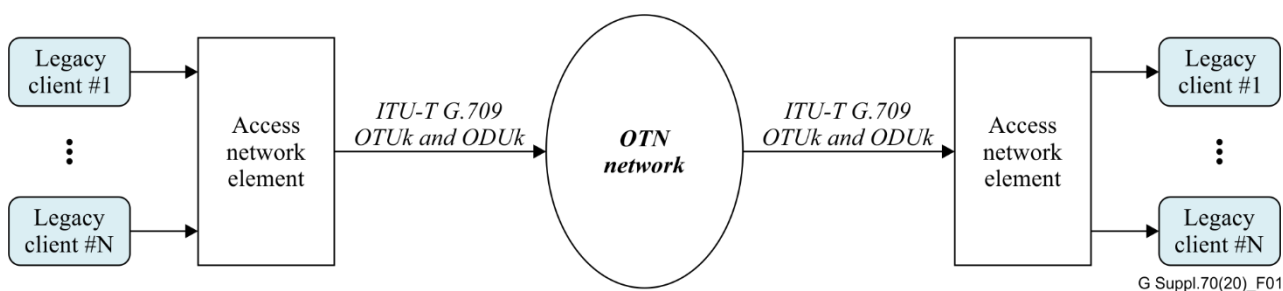 Legacy
client #1
Legacy
client #N
Access
network
element
ITU-T G.709
OTUk and ODUk
OTN
network
ITU-T G.709
OTUk and ODUk
Access
network
element
Legacy
client #1
Legacy
client #N
G Suppl.70(20)_F01